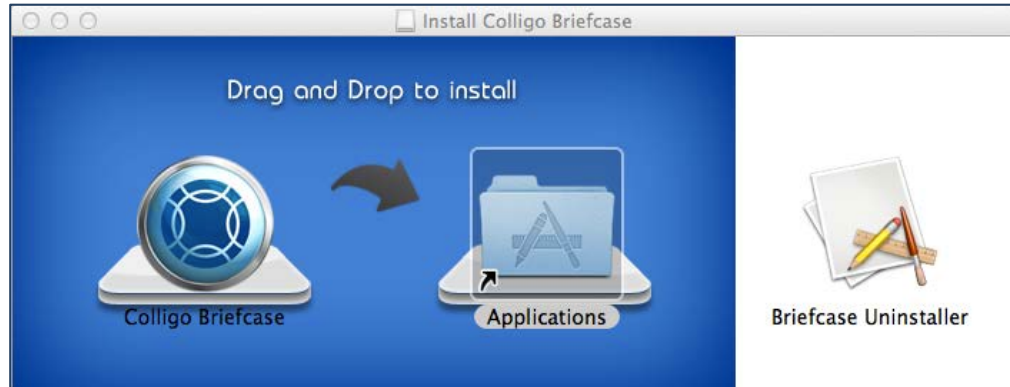 Install Colligo Briefcase
Drag and Drop to install
Colligo Briefcase
Applications
Briefcase Uninstaller